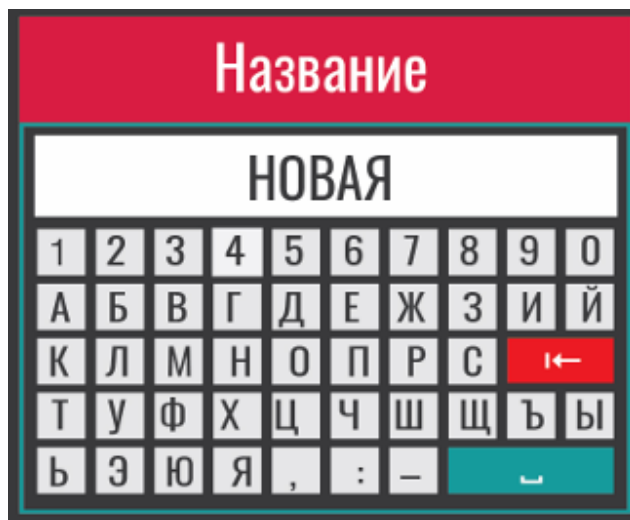 Название
НОВАЯ
1 2 3 4 5 6 7 8 9 0
А Б В Г Д Е Ж З И Й
К Л М Н О П Р С
Т У Ф Х Ц Ч Ш Щ Ъ Ы
Ь Э Ю Я , : –